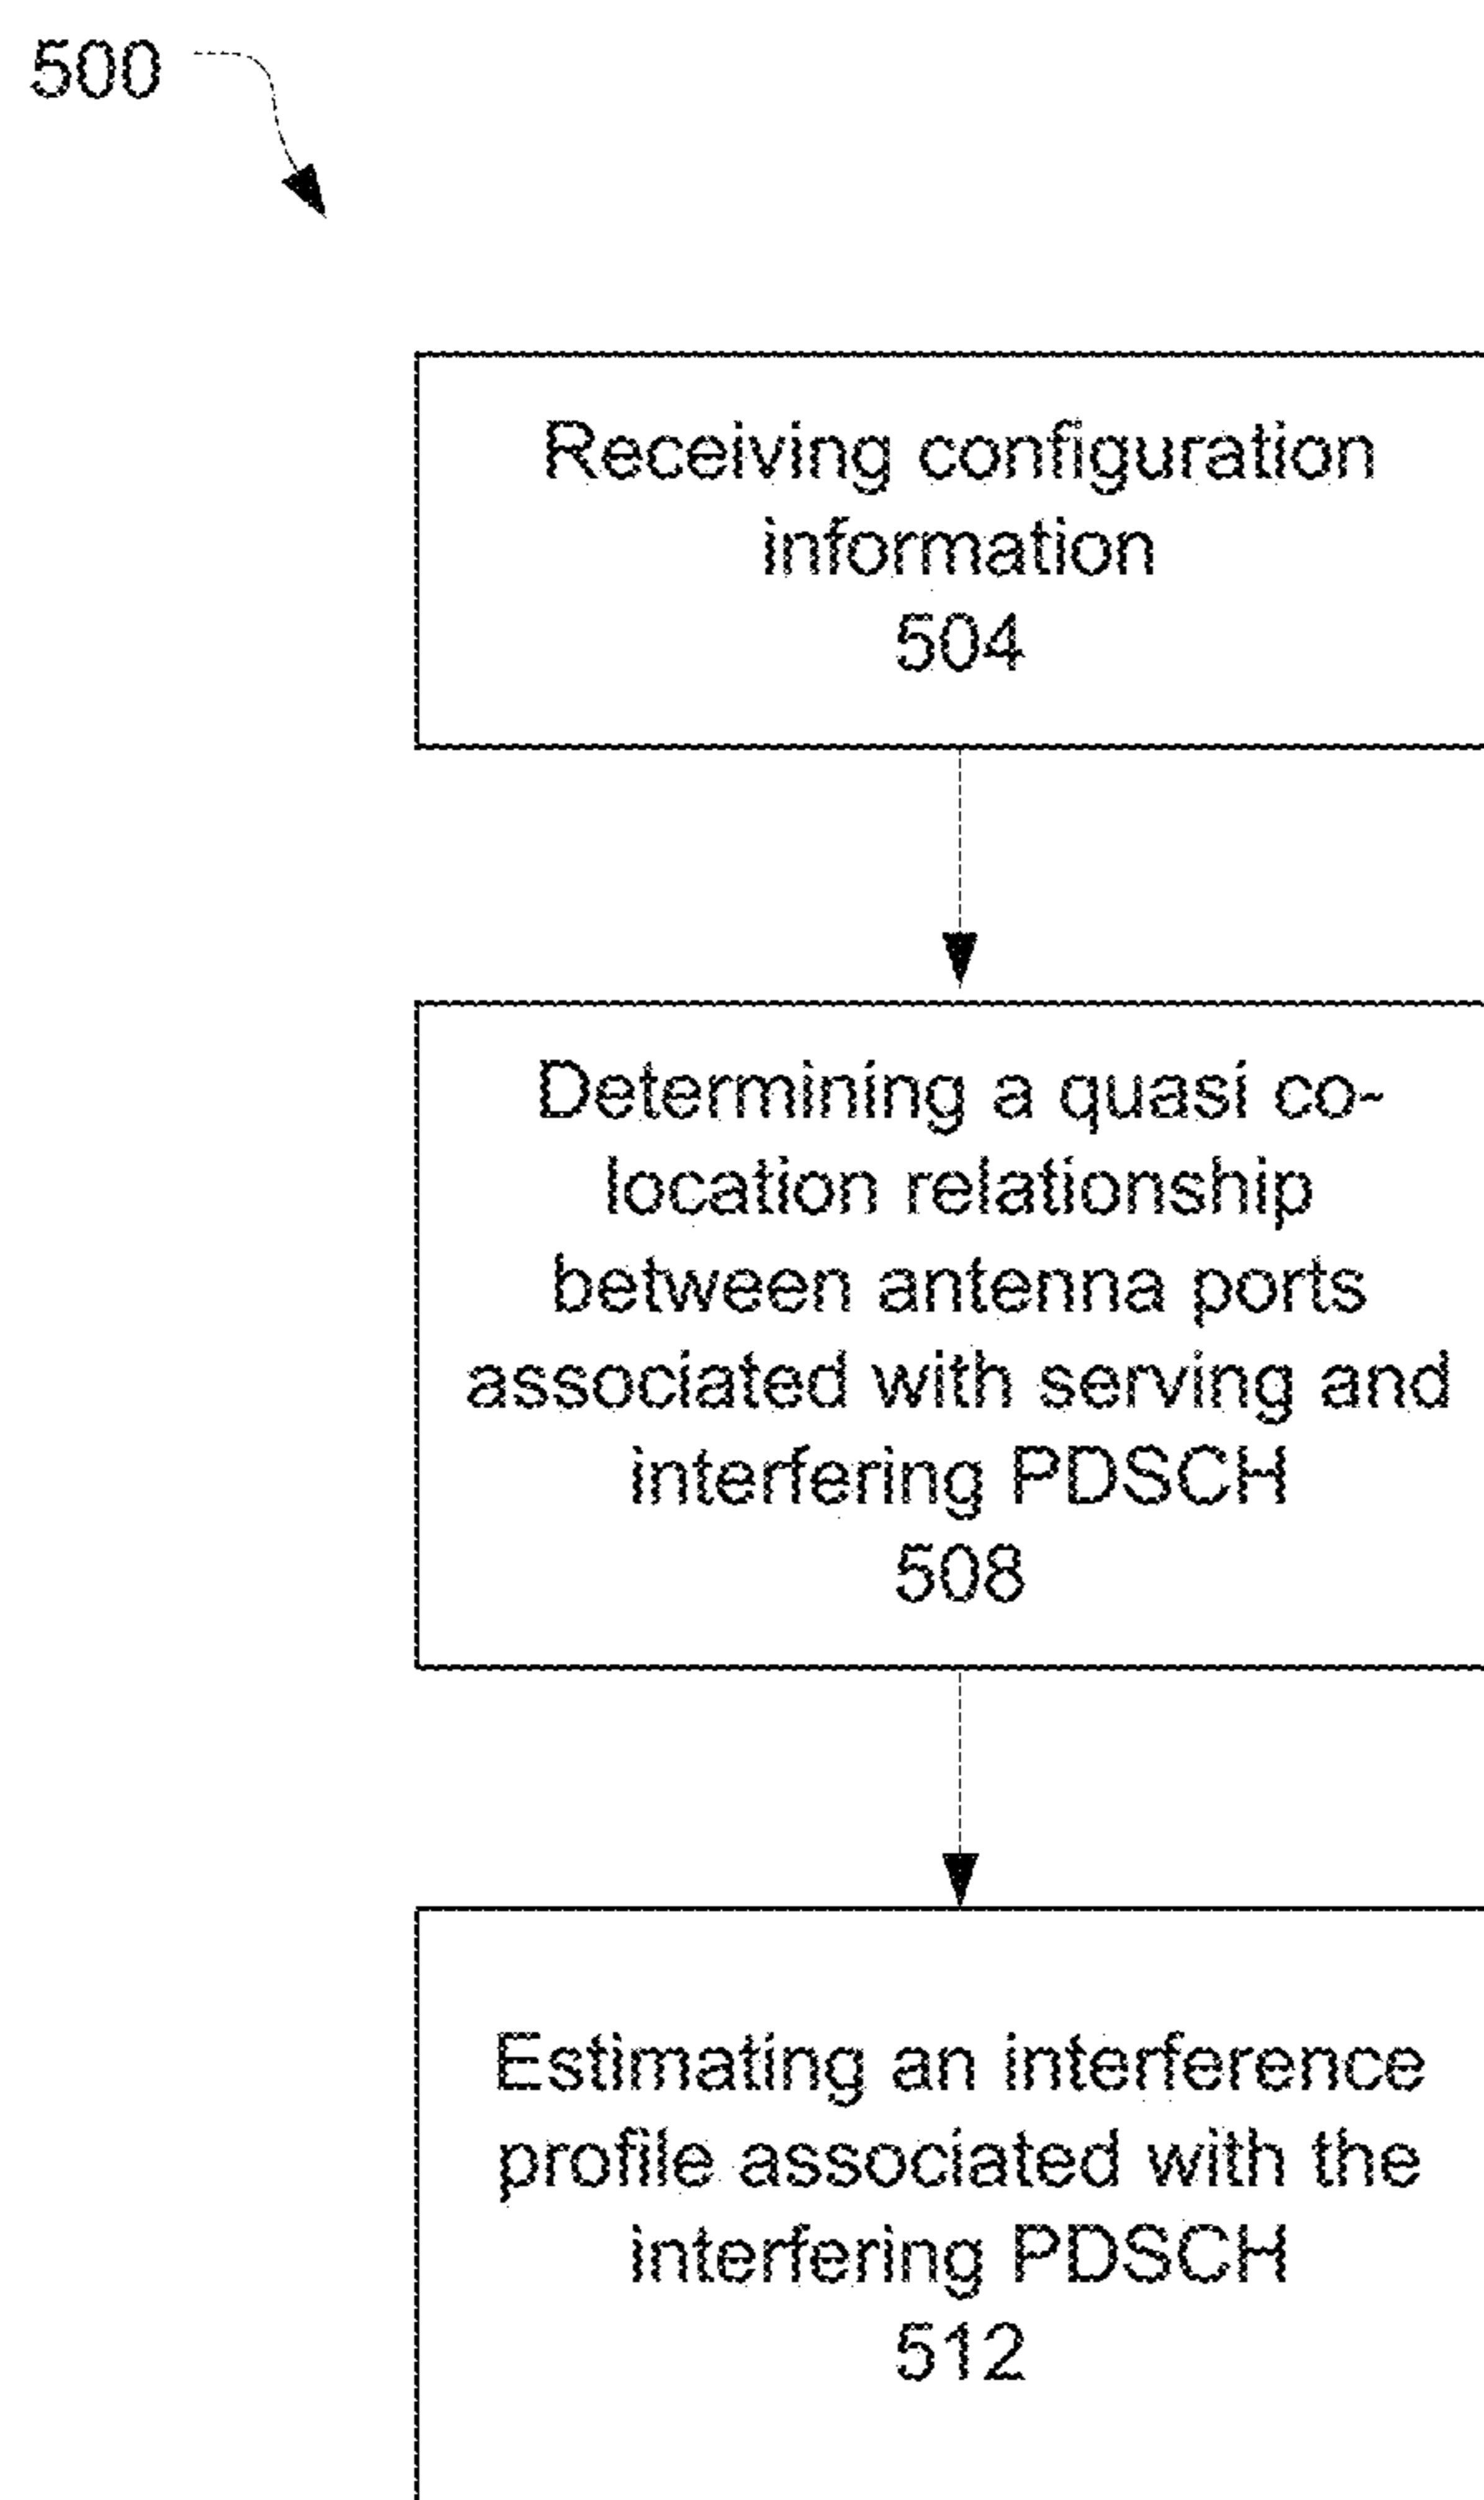 500
Receiving configuration
information
504
Determining a quasi co-
location relationship
between antenna ports
associated with serving and
interfering PDSCH
508
Estimating an interference
profile associated with the
interfering PDSCH
512